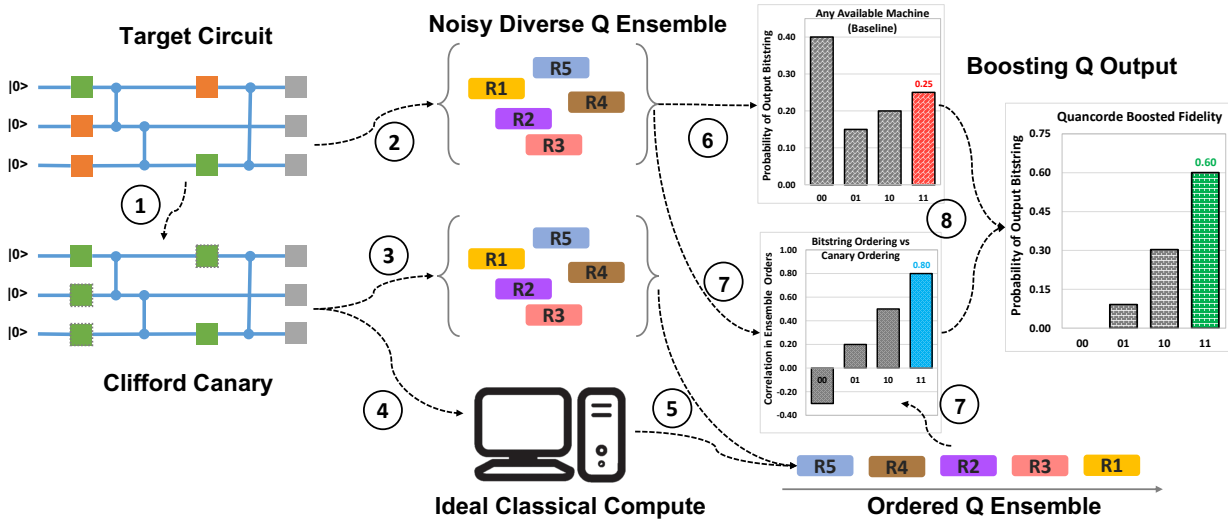 Target Circuit
|0>
|0>
|0>
1
Clifford Canary
|0>
|0>
|0>
Noisy Diverse Q Ensemble
2
R5
R1
R4
R2
R3
3
R5
R1
R4
R2
R3
4
Ideal Classical Compute
5
6
7
Any Available Machine
(Baseline)
Probability of Output Bitstring
0.40
0.30
0.20
0.10
0.00
0.25
00
01
10
11
Bitstring Ordering vs
Canary Ordering
Correlation in Ensemble Orders
1.00
0.80
0.60
0.40
0.20
0.00
-0.20
-0.40
0.80
00
01
10
11
7
R5
R4
R2
R3
R1
Ordered Q Ensemble
Boosting Q Output
8
Quancorde Boosted Fidelity
Probability of Output Bitstring
0.75
0.60
0.45
0.30
0.15
0.00
0.60
00
01
10
11